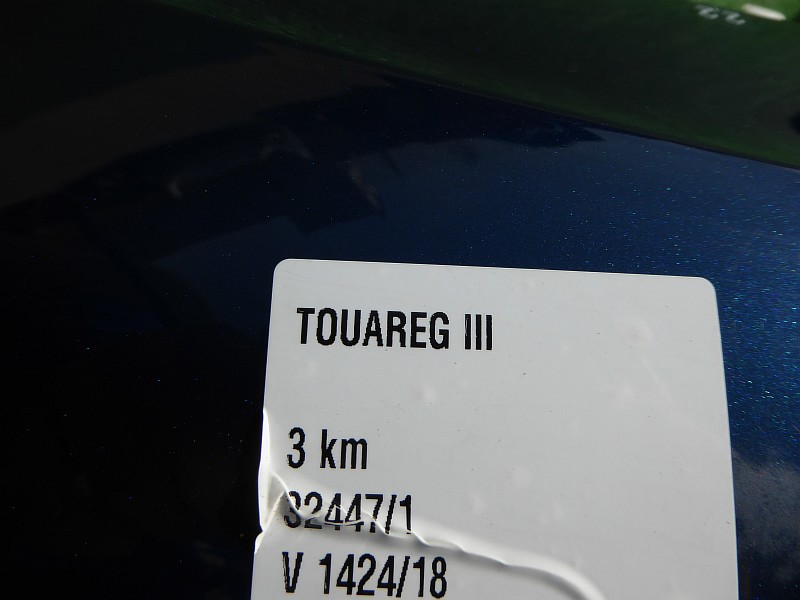 TOUAREG III
3 km
32447/1
V 1424/18